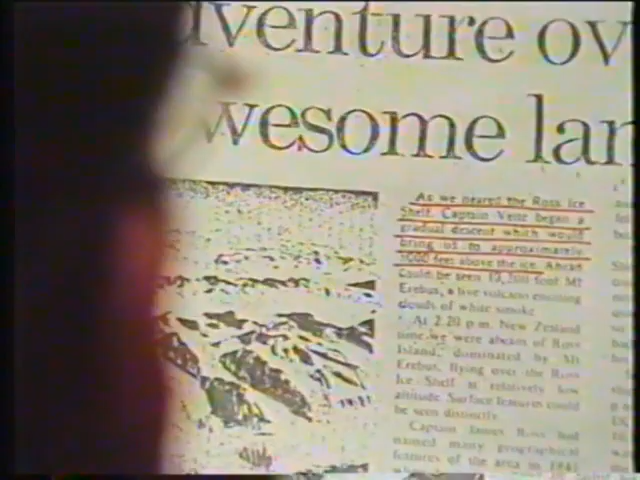 dventure ov
wesome lan
As we neared the Ross Ice
Shelf, Captain Vette began a
gradual descent which would
bring us to approximately
1000 feet above the ice. Ahead
could be seen 13,200 foot Mt
Erebus, a live volcano emitting
clouds of white smoke
At 2.20 p.m. New Zealand
time we were abeam of Ross
Island, dominated by Mt
Erebus, flying over the Ross
Ice Shelf at relatively low
altitude. Surface features could
be seen distinctly.
Captain James Ross had
named many geographical
features of the area in 1841